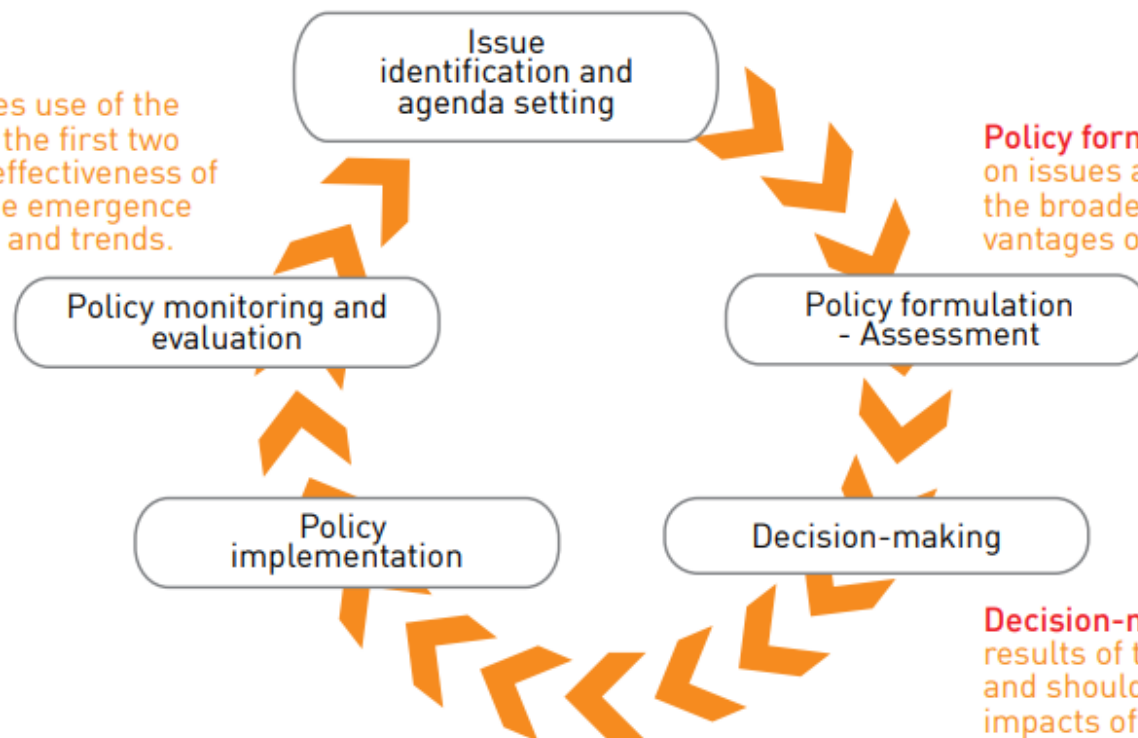 Issue
identification and
agenda setting
es use of the
the first two
effectiveness of
e emergence
and trends.
Policy form
on issues a
the broade
vantages o
Policy monitoring and
evaluation
Policy formulation
- Assessment
Policy
implementation
Decision-making
Decision-m
results of t
and should
impacts of